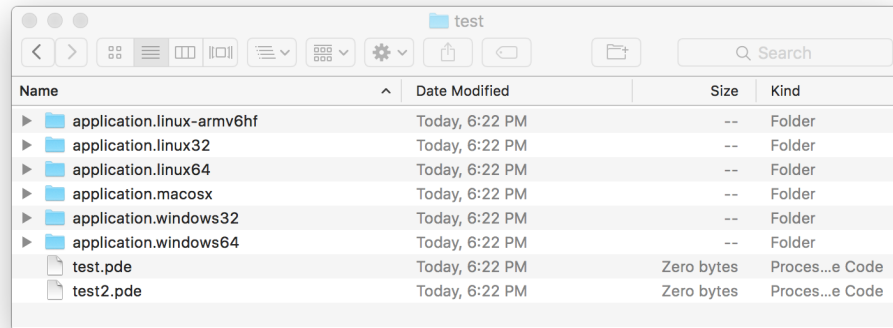 test
Search
Name Date Modified Size Kind
application.linux-armv6hf Today, 6:22 PM -- Folder
application.linux32 Today, 6:22 PM -- Folder
application.linux64 Today, 6:22 PM -- Folder
application.macosx Today, 6:22 PM -- Folder
application.windows32 Today, 6:22 PM -- Folder
application.windows64 Today, 6:22 PM -- Folder
test.pde Today, 6:22 PM Zero bytes Proces...e Code
test2.pde Today, 6:22 PM Zero bytes Proces...e Code